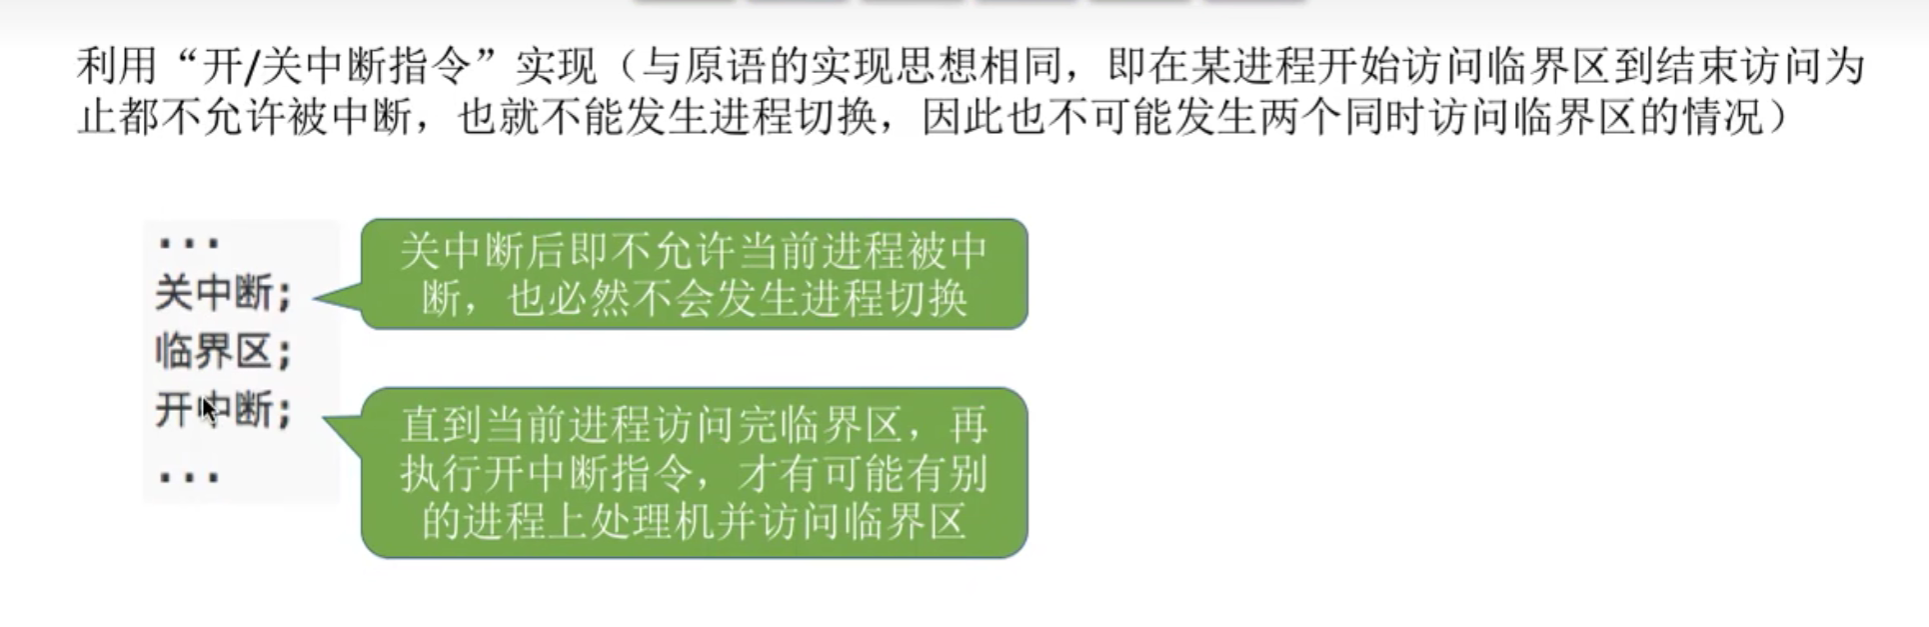 利用“开/关中断指令”实现（与原语的实现思想相同，即在某进程开始访问临界区到结束访问为
止都不允许被中断，也就不能发生进程切换，因此也不可能发生两个同时访问临界区的情况）
...
关中断;
临界区;
开中断;
...
关中断后即不允许当前进程被中
断，也必然不会发生进程切换
直到当前进程访问完临界区，再
执行开中断指令，才有可能有别
的进程上处理机并访问临界区